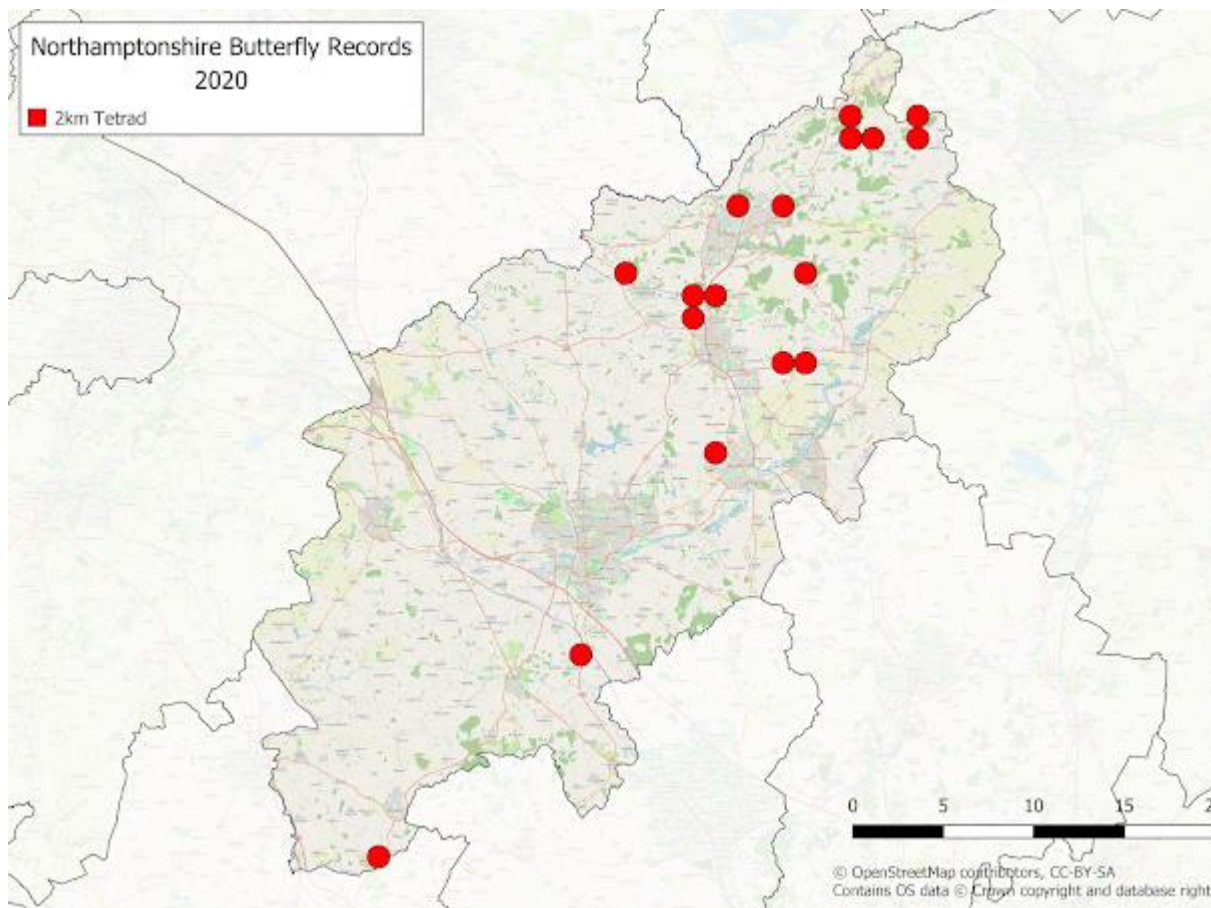 Northamptonshire Butterfly Records
2020
2km Tetrad
0 5 10 15 2
© OpenStreetMap contributors, CC-BY-SA
Contains OS data © Crown copyright and database right